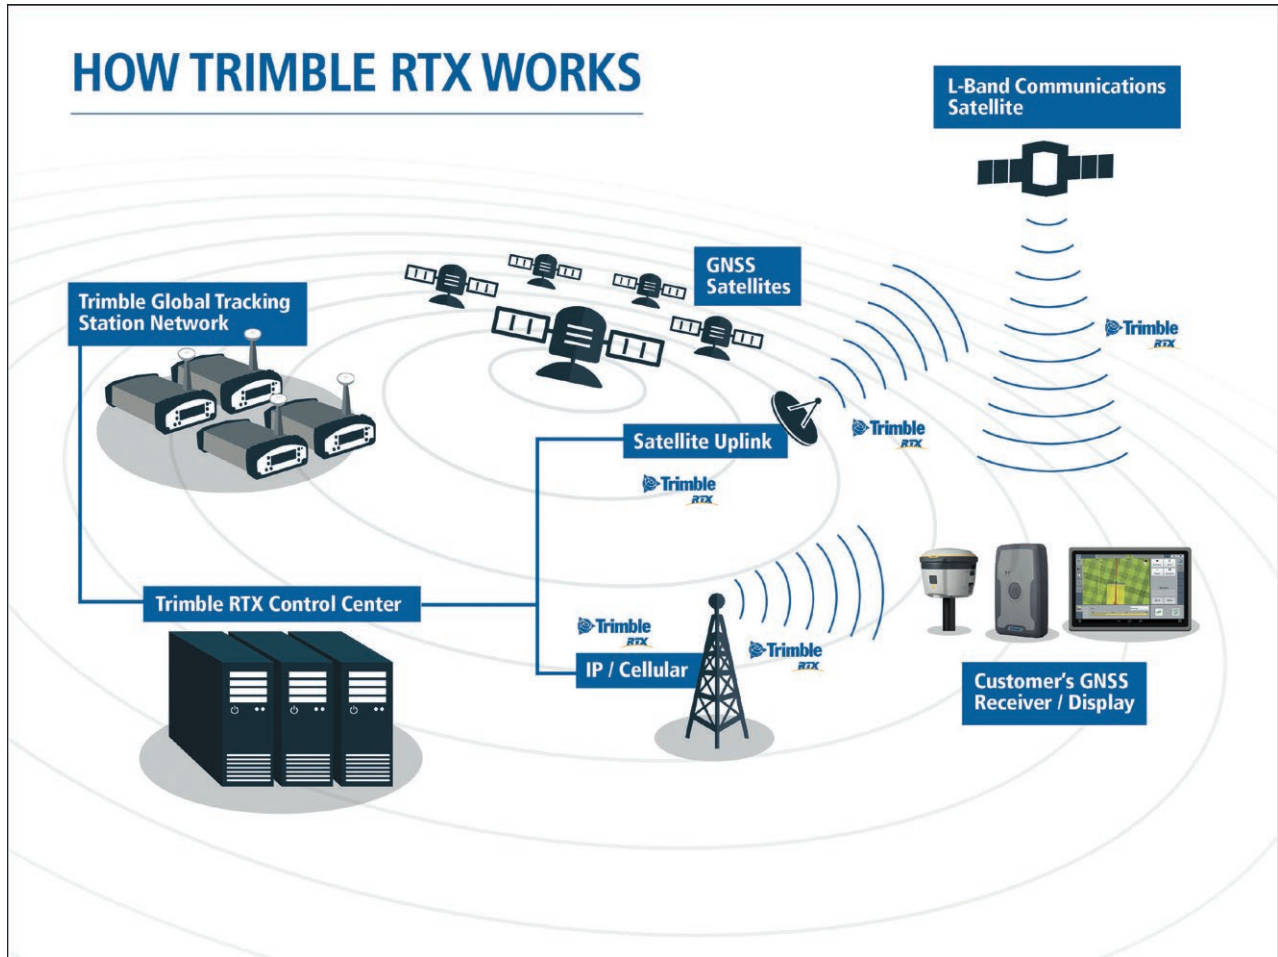 HOW TRIMBLE RTX WORKS
L-Band Communications
Satellite
GNSS
Satellites
Trimble Global Tracking
Station Network
Trimble
RTX
Satellite Uplink
Trimble
RTX
Trimble
RTX
Trimble RTX Control Center
Trimble
RTX
IP / Cellular
Trimble
RTX
Customer's GNSS
Receiver / Display